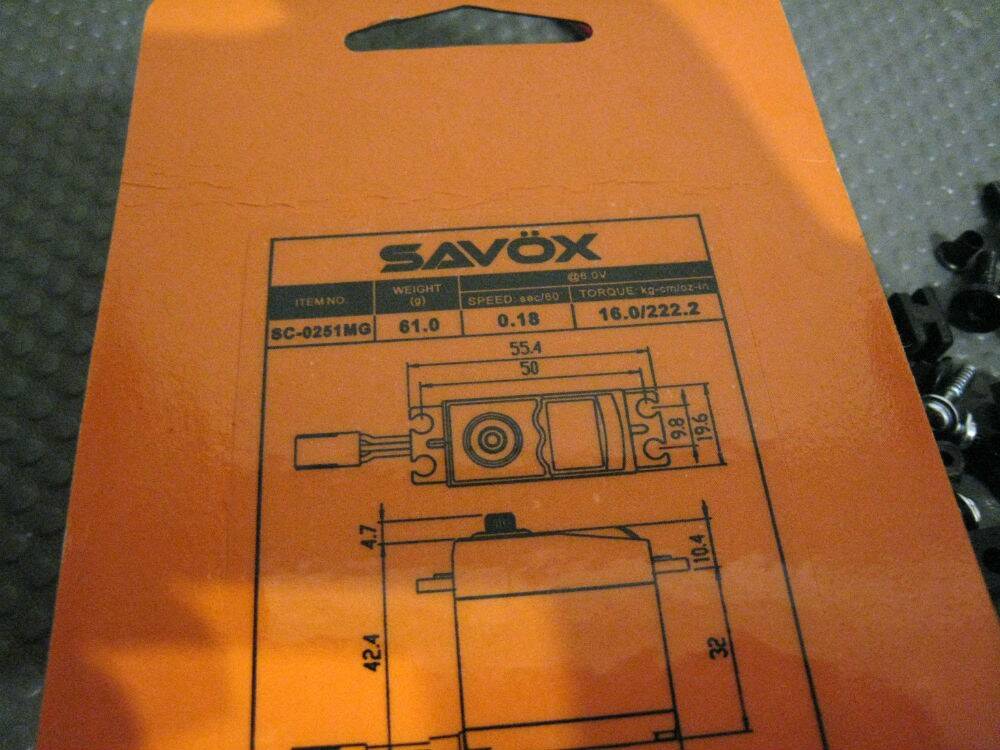 SAVÖX
@6.0V
ITEM NO. WEIGHT (g) SPEED: sec/60 TORQUE: kg-cm/oz-in
SC-0251MG 61.0 0.18 16.0/222.2
55.4
50
9.8
19.6
4.7
10.4
42.4
32